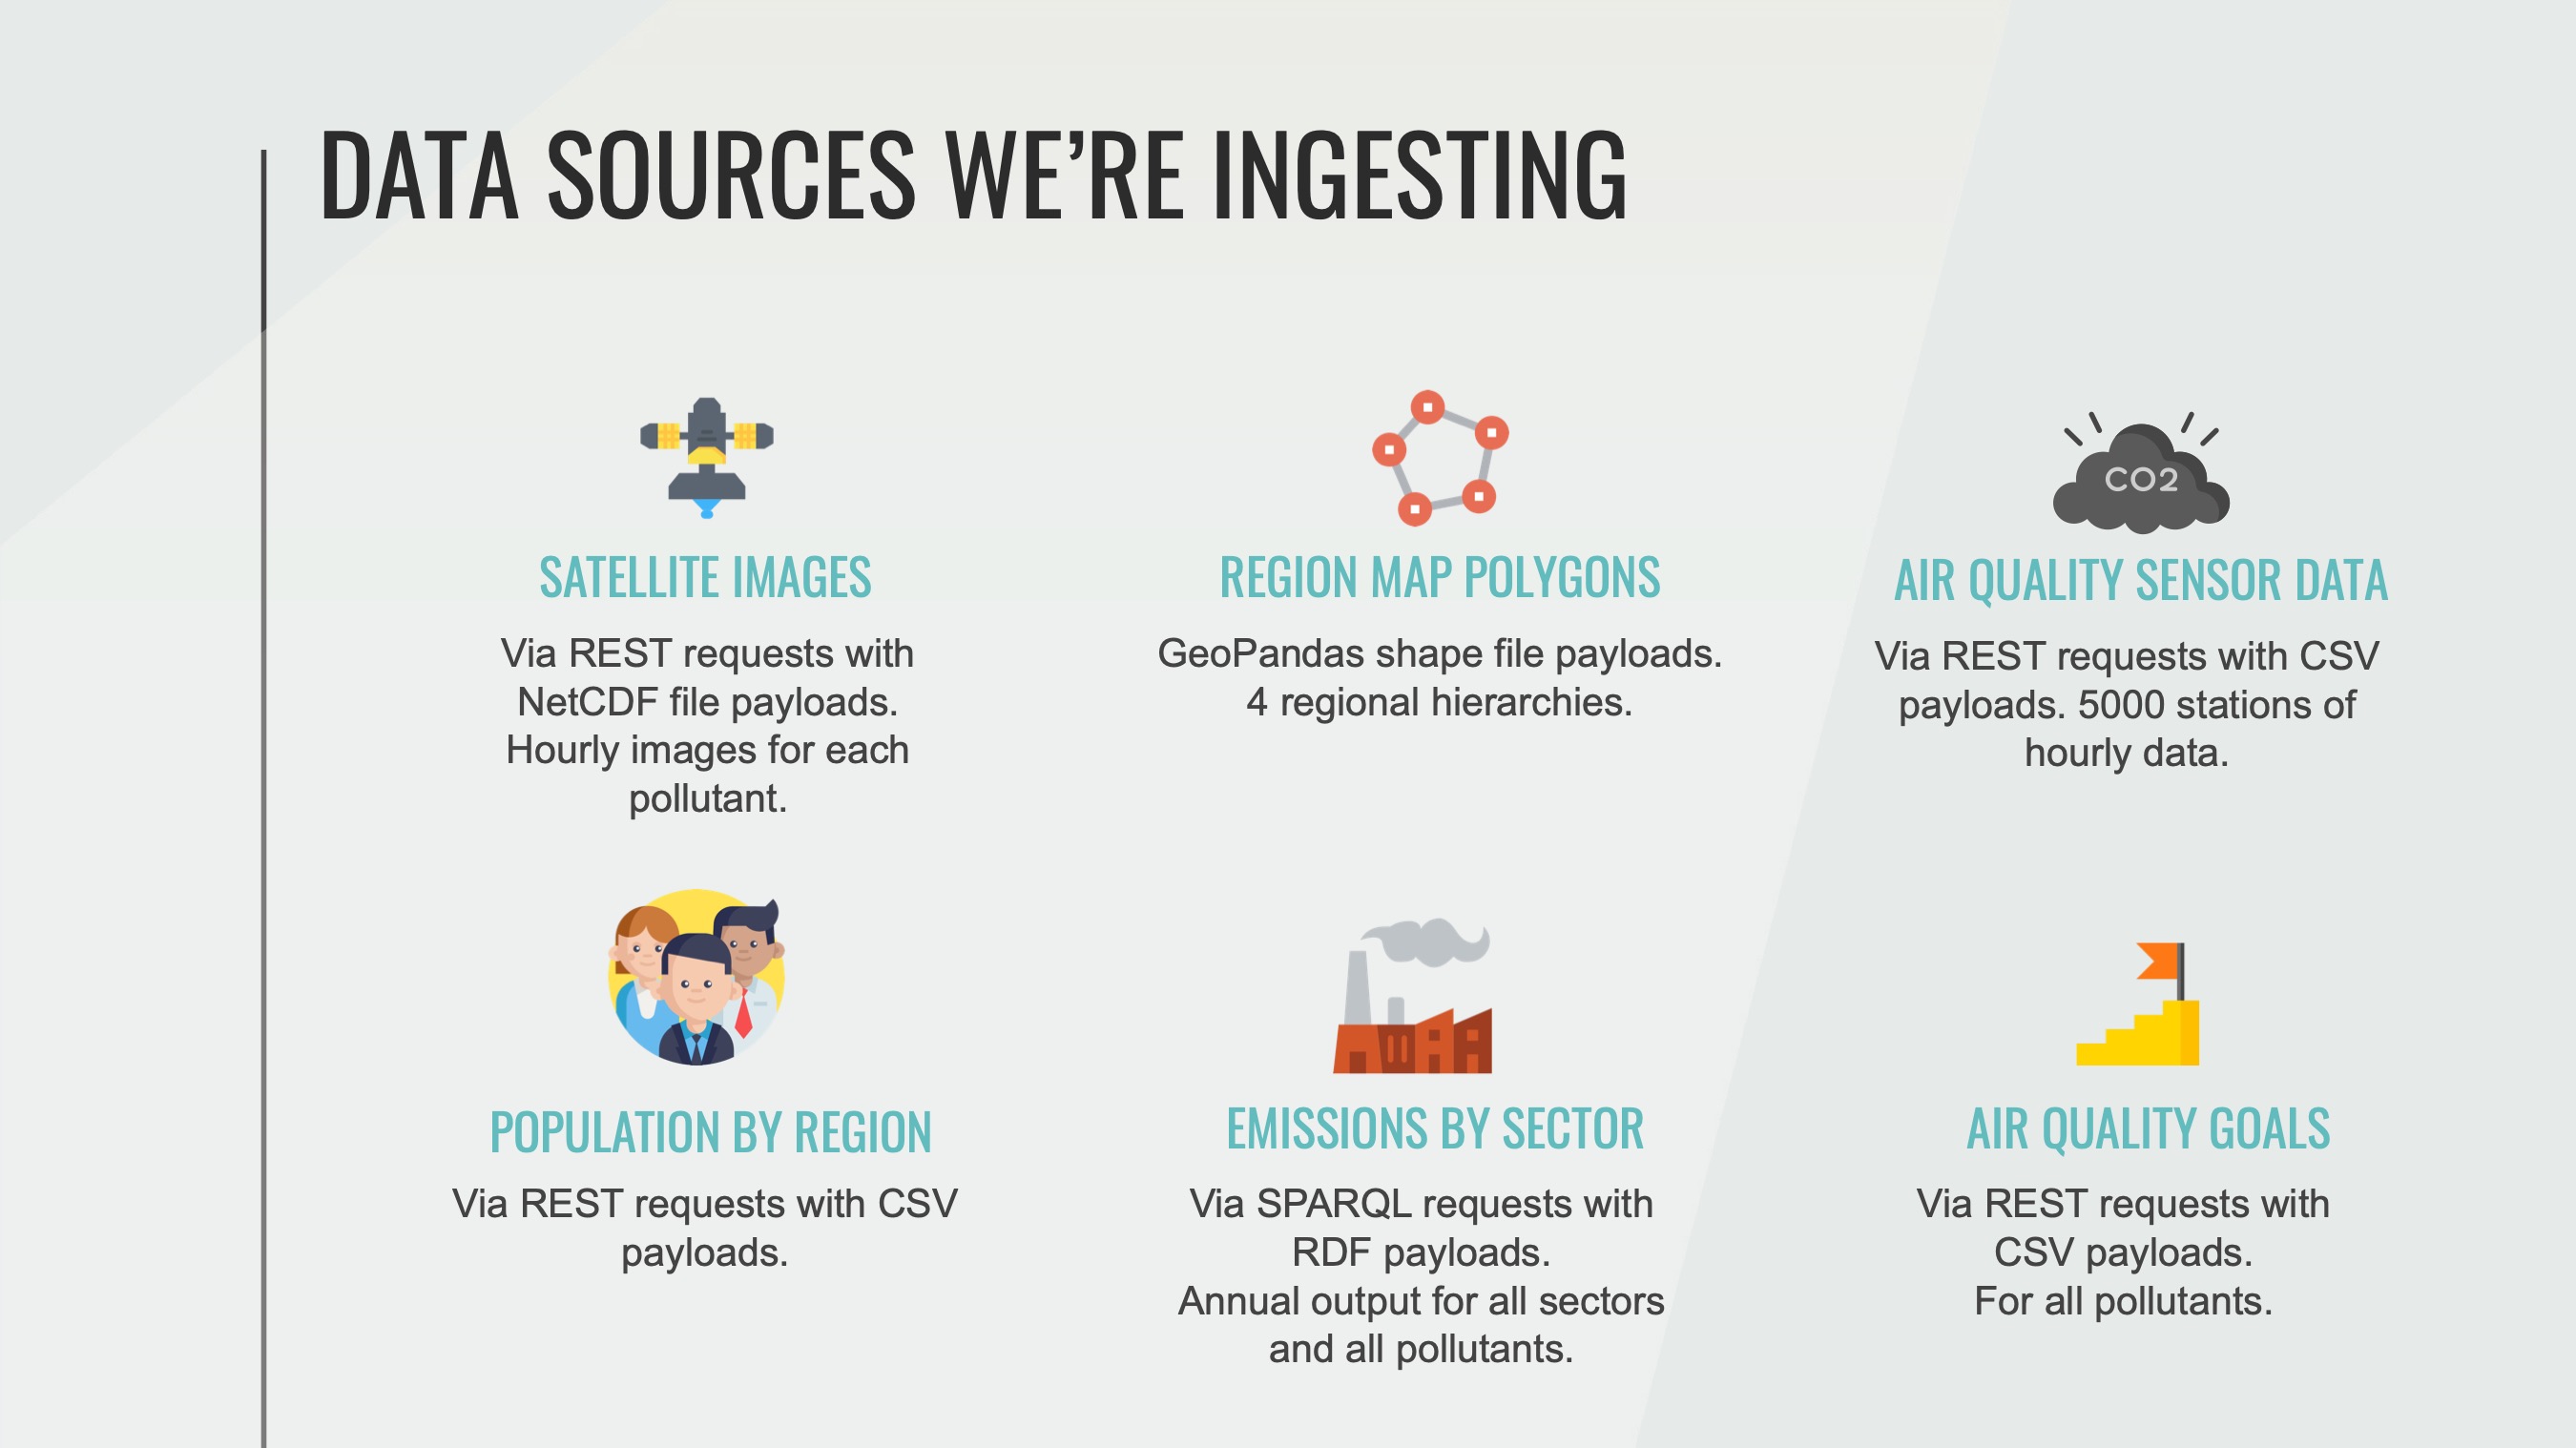 DATA SOURCES WE’RE INGESTING
SATELLITE IMAGES
Via REST requests with
NetCDF file payloads.
Hourly images for each
pollutant.
REGION MAP POLYGONS
GeoPandas shape file payloads.
4 regional hierarchies.
CO2
AIR QUALITY SENSOR DATA
Via REST requests with CSV
payloads. 5000 stations of
hourly data.
POPULATION BY REGION
Via REST requests with CSV
payloads.
EMISSIONS BY SECTOR
Via SPARQL requests with
RDF payloads.
Annual output for all sectors
and all pollutants.
AIR QUALITY GOALS
Via REST requests with
CSV payloads.
For all pollutants.